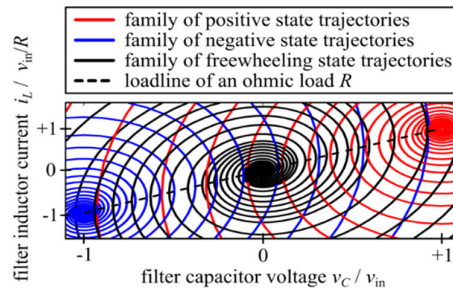 family of positive state trajectories
family of negative state trajectories
family of freewheeling state trajectories
loadline of an ohmic load R
filter inductor current i_L / v_in/R
+1
0
-1
-1
0
+1
filter capacitor voltage v_C / v_in